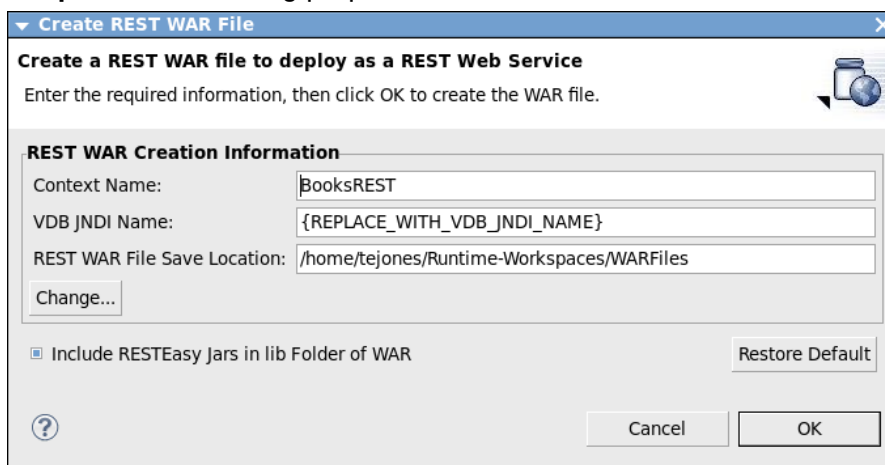 Create REST WAR File
Create a REST WAR file to deploy as a REST Web Service
Enter the required information, then click OK to create the WAR file.
REST WAR Creation Information
Context Name: BooksREST
VDB JNDI Name: {REPLACE_WITH_VDB_JNDI_NAME}
REST WAR File Save Location: /home/tejones/Runtime-Workspaces/WARFiles
Change...
Include RESTEasy Jars in lib Folder of WAR Restore Default
? Cancel OK